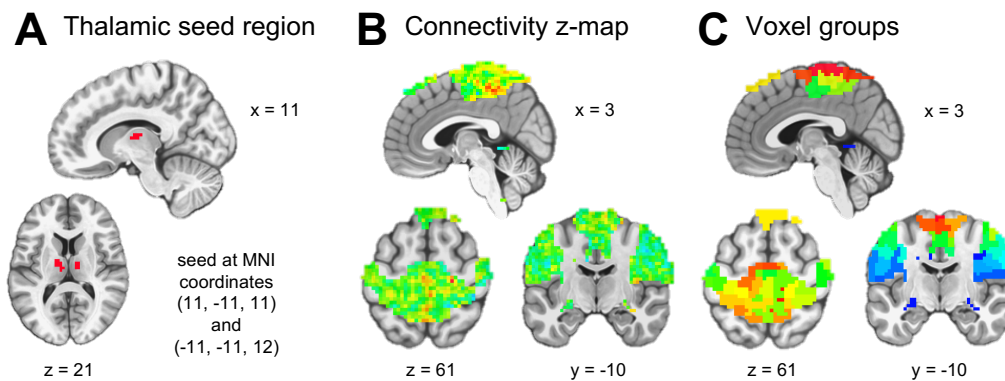 A Thalamic seed region
x = 11
seed at MNI
coordinates
(11, -11, 11)
and
(-11, -11, 12)
z = 21
B Connectivity z-map
x = 3
z = 61
y = -10
C Voxel groups
x = 3
z = 61
y = -10